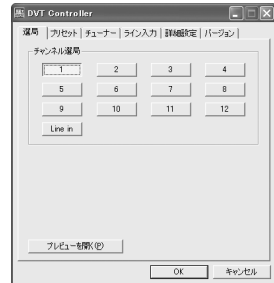 DVT Controller
選局 プリセット チューナー ライン入力 詳細設定 バージョン
チャンネル選局
1 2 3 4
5 6 7 8
9 10 11 12
Line in
プレビューを開く(P)
OK キャンセル